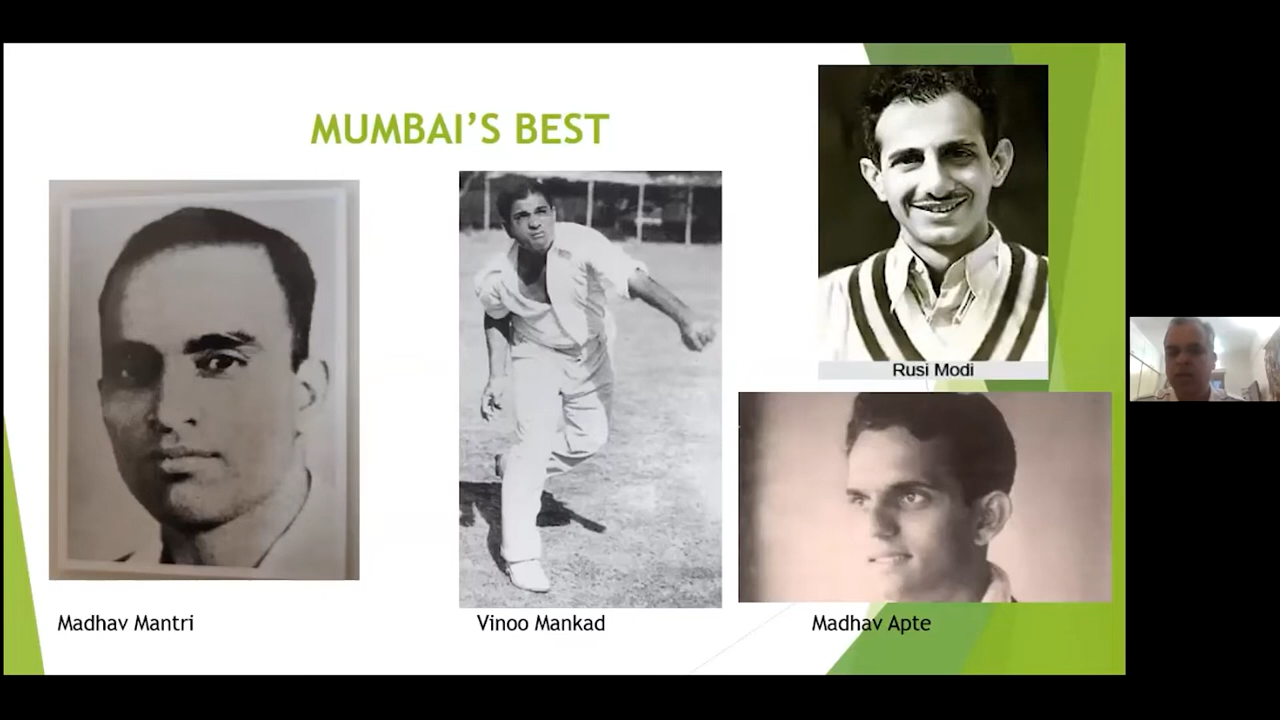 MUMBAI'S BEST
Rusi Modi
Madhav Mantri
Vinoo Mankad
Madhav Apte